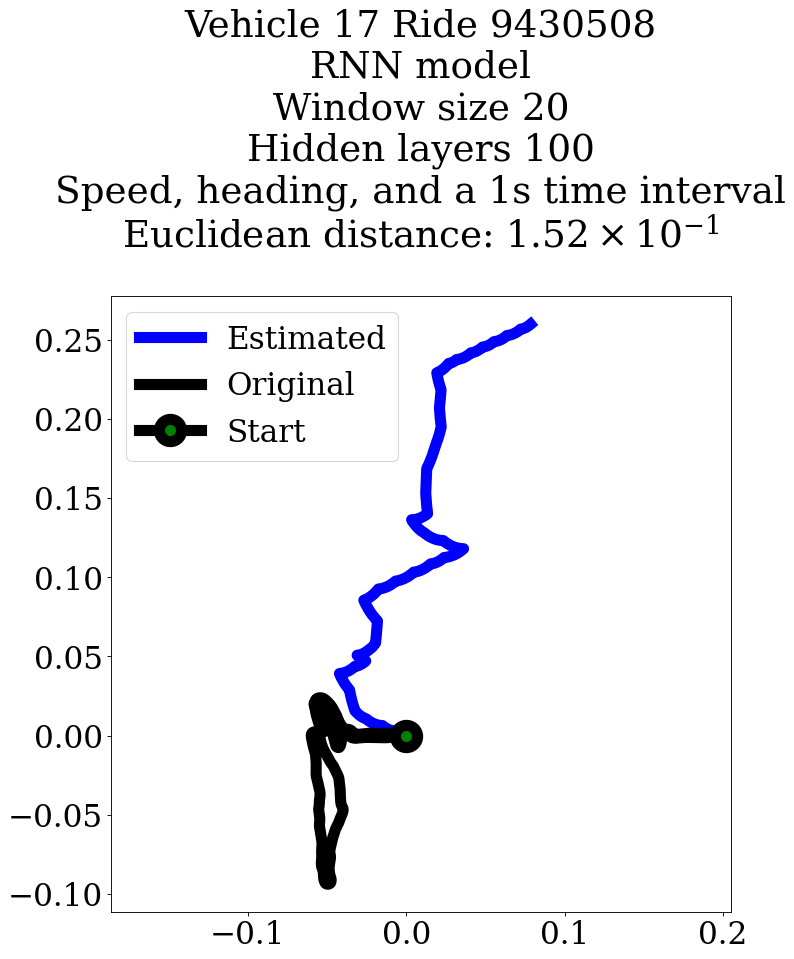 Vehicle 17 Ride 9430508
RNN model
Window size 20
Hidden layers 100
Speed, heading, and a 1s time interval
Euclidean distance: 1.52 × 10⁻¹
Estimated
Original
Start
0.25
0.20
0.15
0.10
0.05
0.00
−0.05
−0.10
−0.1 0.0 0.1 0.2